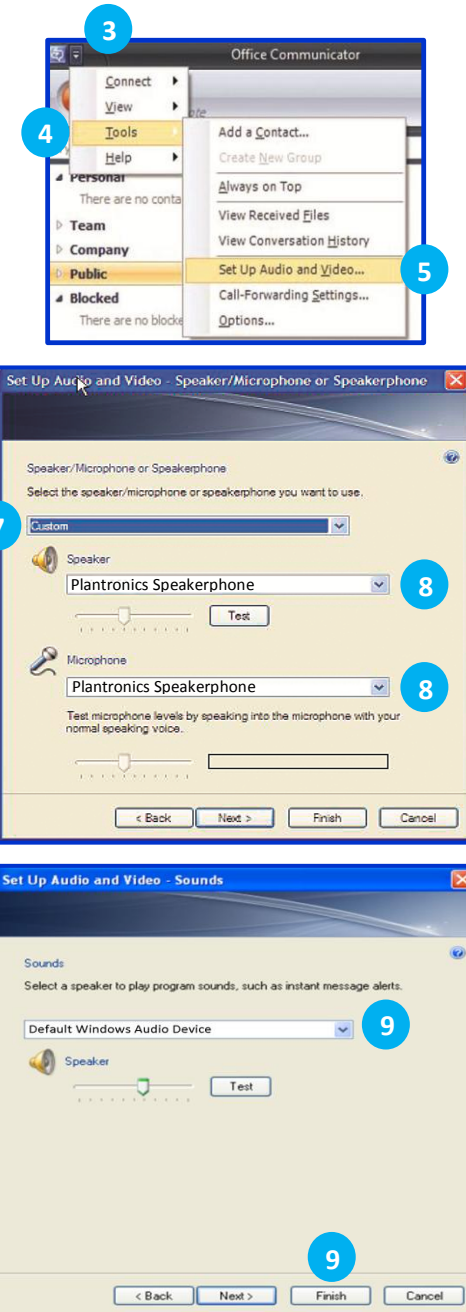 3
Office Communicator
Connect
View
4
Tools
Help
Add a Contact...
Create New Group
Always on Top
View Received Files
View Conversation History
Set Up Audio and Video...
5
Call-Forwarding Settings...
Options...
Personal
There are no conta
Team
Company
Public
Blocked
There are no blocke
Set Up Audio and Video - Speaker/Microphone or Speakerphone
Speaker/Microphone or Speakerphone
Select the speaker/microphone or speakerphone you want to use.
7
Custom
Speaker
Plantronics Speakerphone
8
Test
Microphone
Plantronics Speakerphone
8
Test microphone levels by speaking into the microphone with your
normal speaking voice.
< Back Next > Finish Cancel
Set Up Audio and Video - Sounds
Sounds
Select a speaker to play program sounds, such as instant message alerts.
Default Windows Audio Device
9
Speaker
Test
9
< Back Next > Finish Cancel